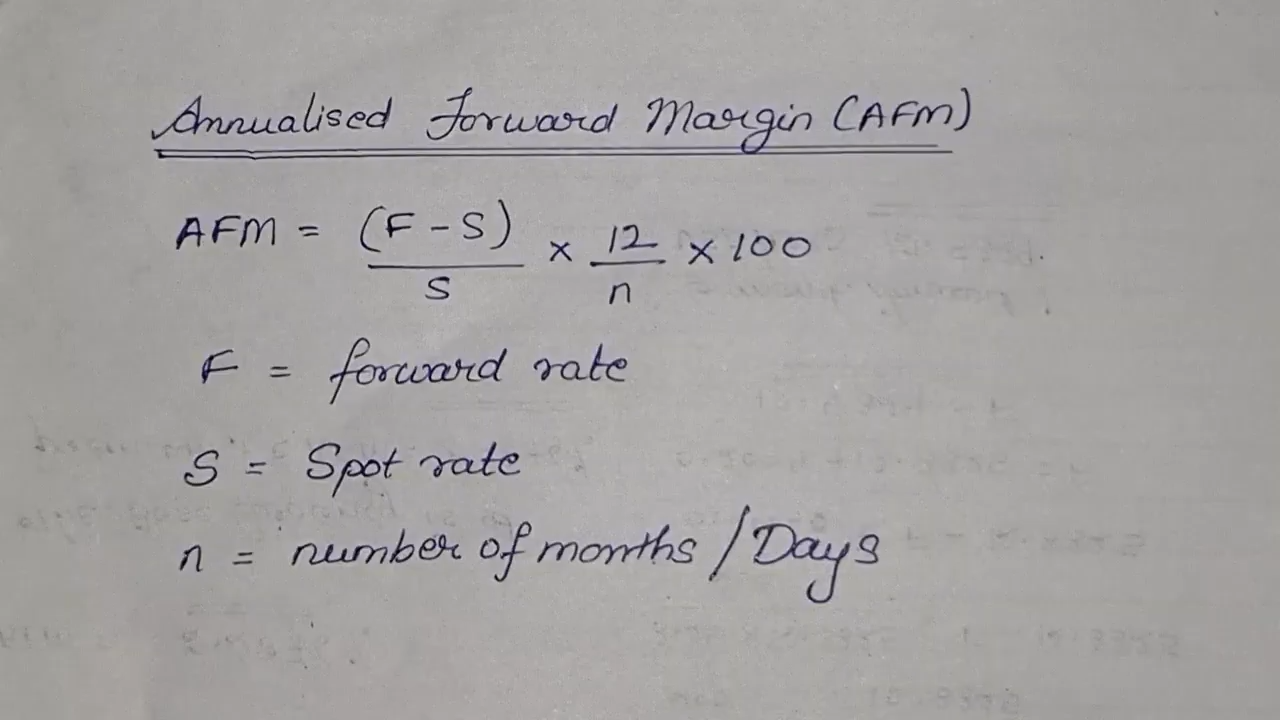 Annualised Forward Margin (AFM)
AFM = (F - S) / S × 12 / n × 100
F = forward rate
S = Spot rate
n = number of months / Days